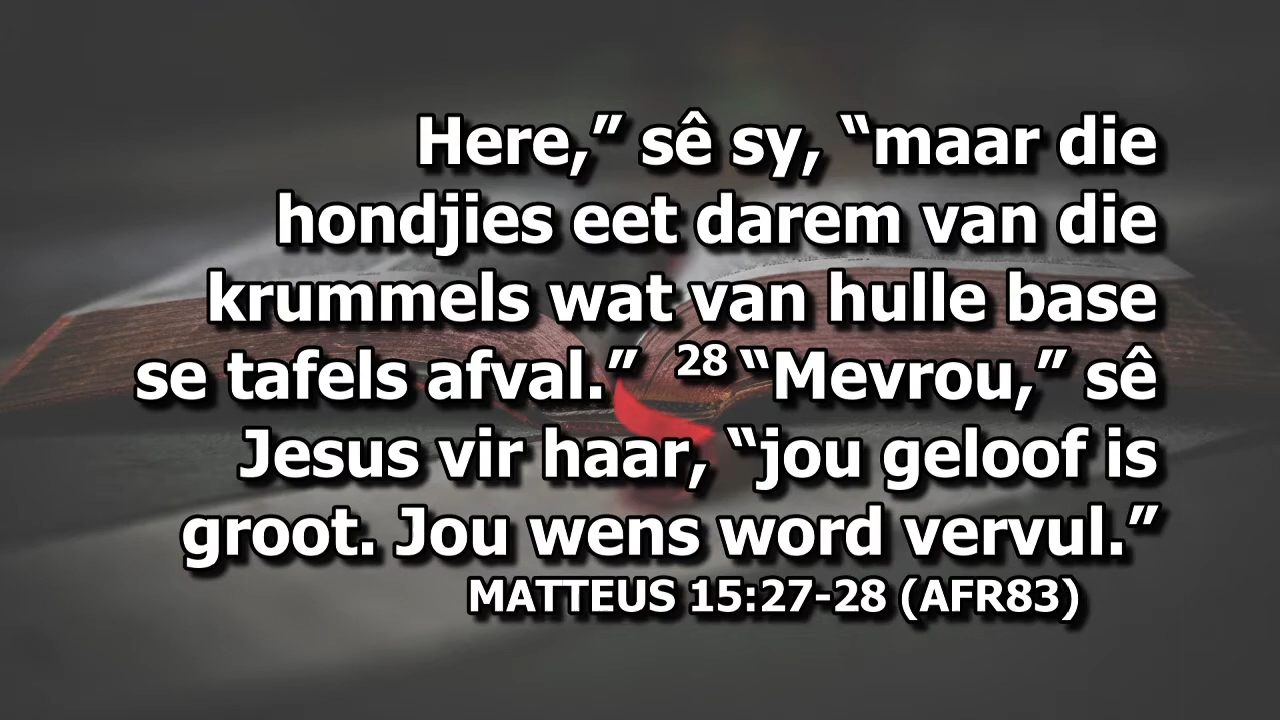 Here,” sê sy, “maar die
hondjies eet darem van die
krummels wat van hulle base
se tafels afval.” 28 “Mevrou,” sê
Jesus vir haar, “jou geloof is
groot. Jou wens word vervul.”
MATTEUS 15:27-28 (AFR83)